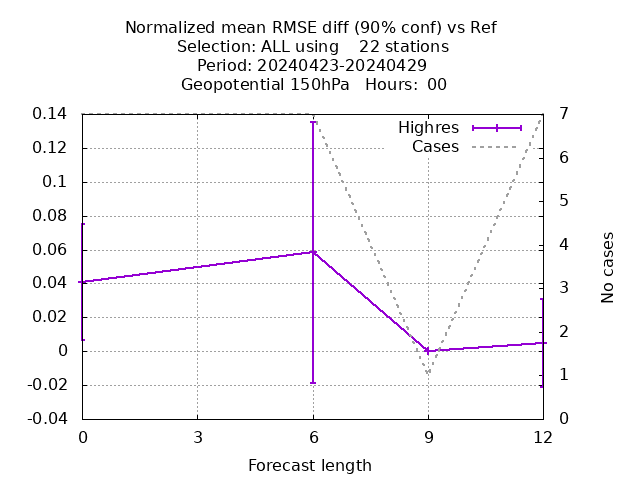 Normalized mean RMSE diff (90% conf) vs Ref
Selection: ALL using    22 stations
Period: 20240423-20240429
Geopotential 150hPa   Hours:  00
Highres
Cases
0.14
0.12
0.1
0.08
0.06
0.04
0.02
0
-0.02
-0.04
7
6
5
4
3
2
1
0
No cases
0 3 6 9 12
Forecast length